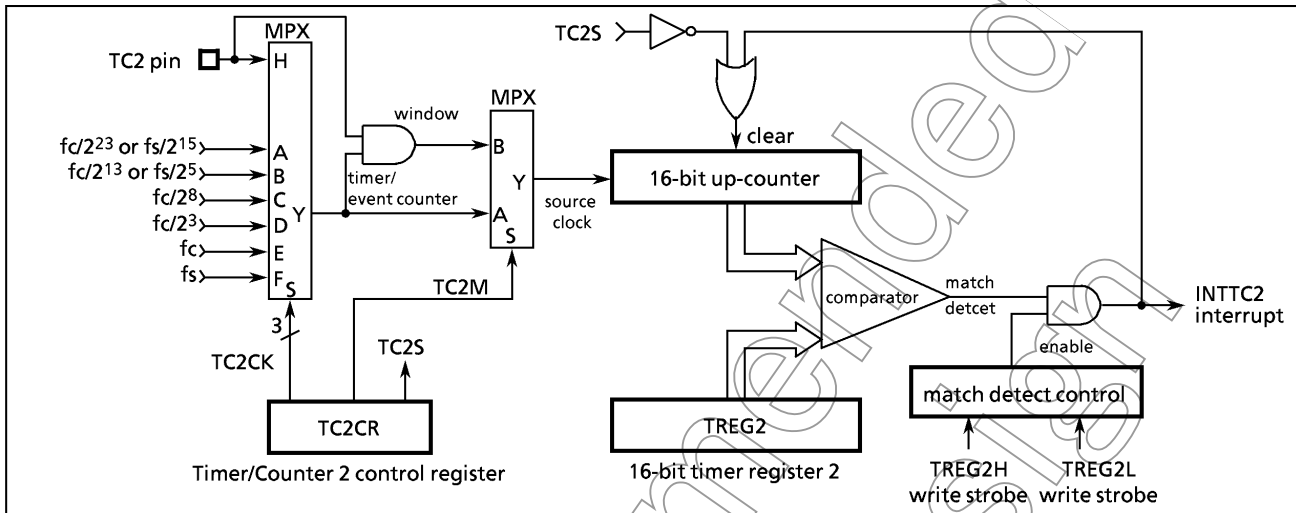 MPX
TC2 pin
H
fc/2²³ or fs/2¹⁵
A
fc/2¹³ or fs/2⁵
B
fc/2⁸
C
fc/2³
D
fc
E
fs
F
Y
S
3
TC2CK
window
timer/
event counter
MPX
B
Y
A
S
TC2M
source
clock
TC2S
TC2CR
Timer/Counter 2 control register
TC2S
clear
16-bit up-counter
comparator
match
detcet
INTTC2
interrupt
enable
match detect control
TREG2
16-bit timer register 2
TREG2H
write strobe
TREG2L
write strobe